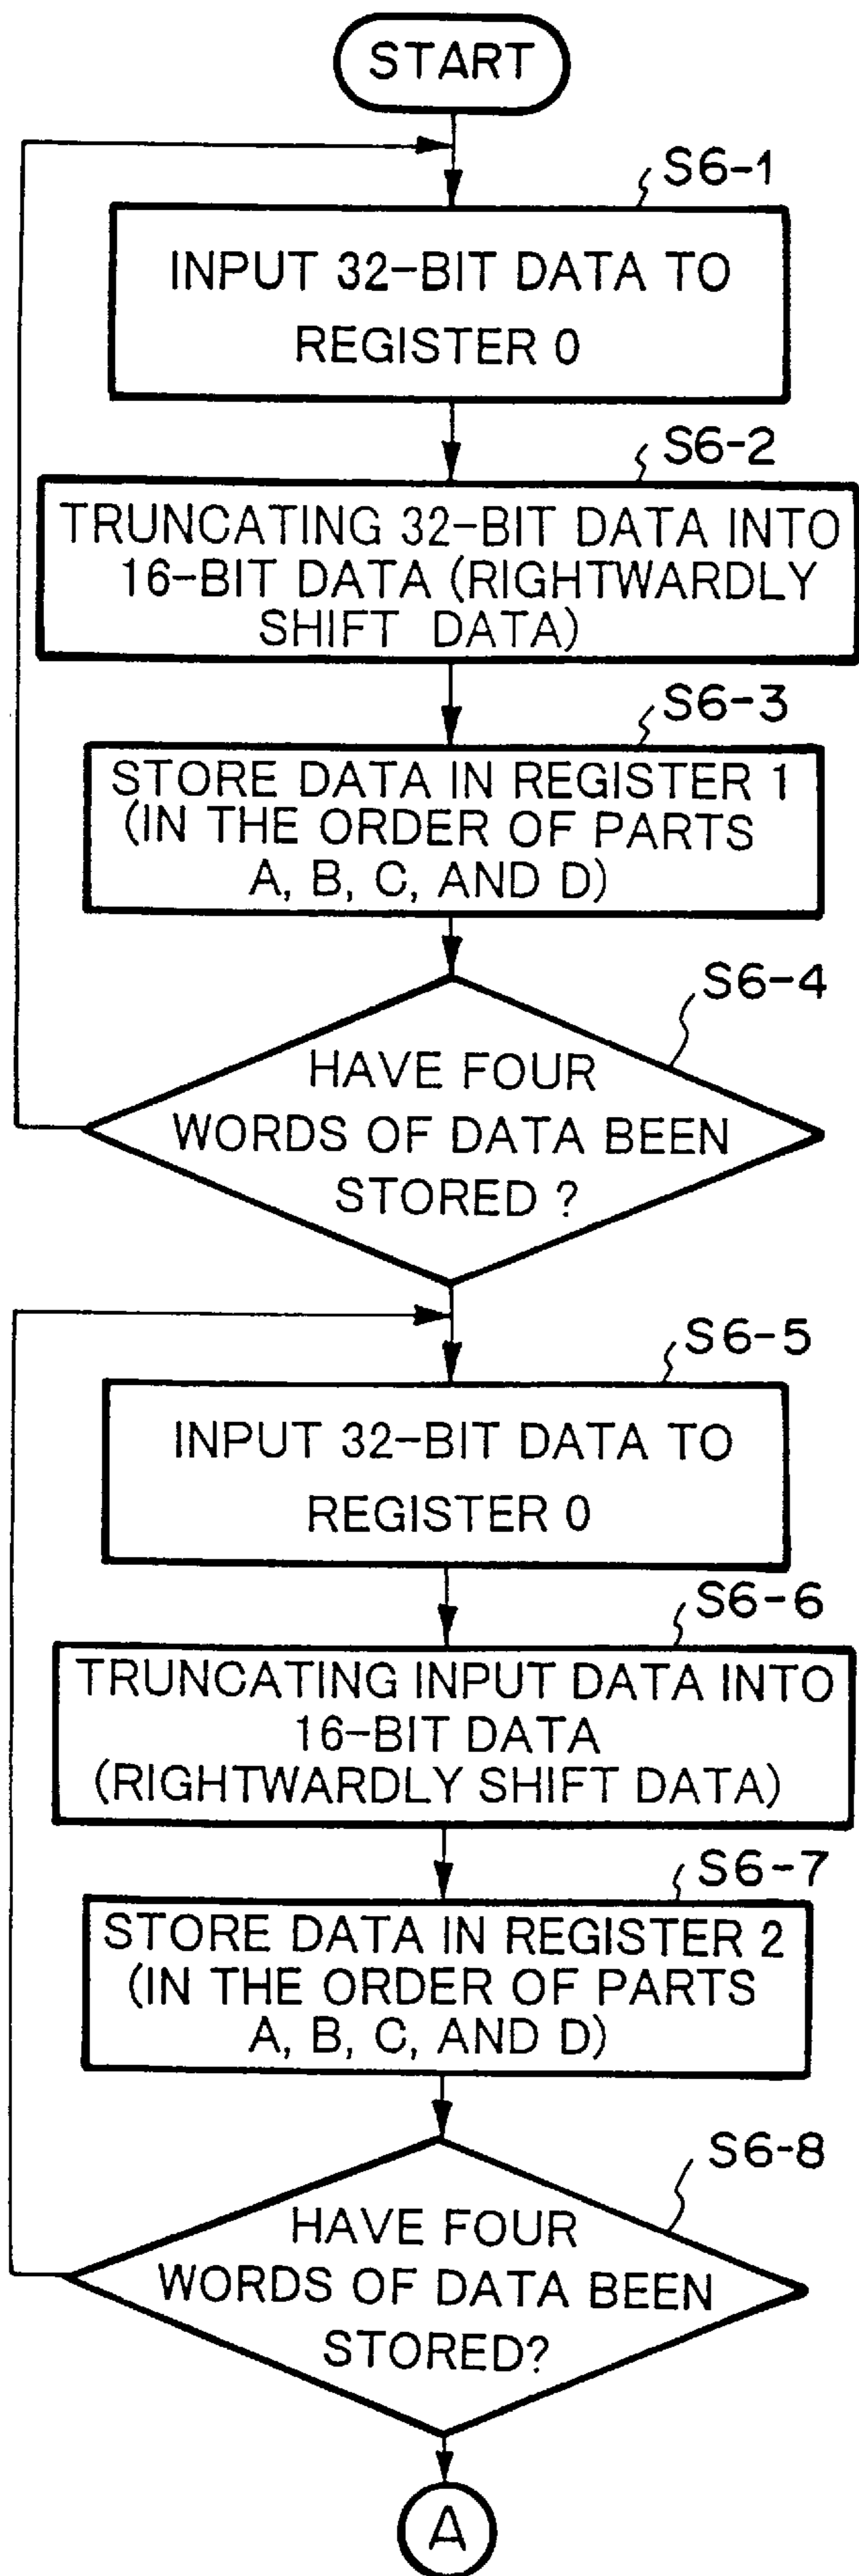 START
S6-1
INPUT 32-BIT DATA TO
REGISTER 0
S6-2
TRUNCATING 32-BIT DATA INTO
16-BIT DATA (RIGHTWARDLY
SHIFT DATA)
S6-3
STORE DATA IN REGISTER 1
(IN THE ORDER OF PARTS
A, B, C, AND D)
S6-4
HAVE FOUR
WORDS OF DATA BEEN
STORED ?
S6-5
INPUT 32-BIT DATA TO
REGISTER 0
S6-6
TRUNCATING INPUT DATA INTO
16-BIT DATA
(RIGHTWARDLY SHIFT DATA)
S6-7
STORE DATA IN REGISTER 2
(IN THE ORDER OF PARTS
A, B, C, AND D)
S6-8
HAVE FOUR
WORDS OF DATA BEEN
STORED?
A